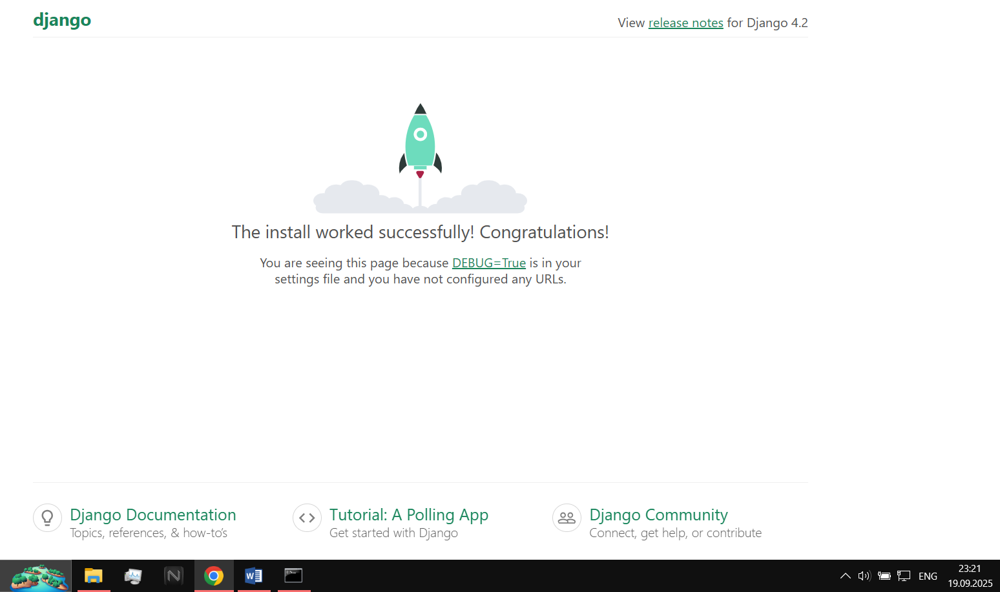 django
View release notes for Django 4.2
The install worked successfully! Congratulations!
You are seeing this page because DEBUG=True is in your
settings file and you have not configured any URLs.
Django Documentation
Topics, references, & how-to’s
Tutorial: A Polling App
Get started with Django
Django Community
Connect, get help, or contribute
ENG
23:21
19.09.2025